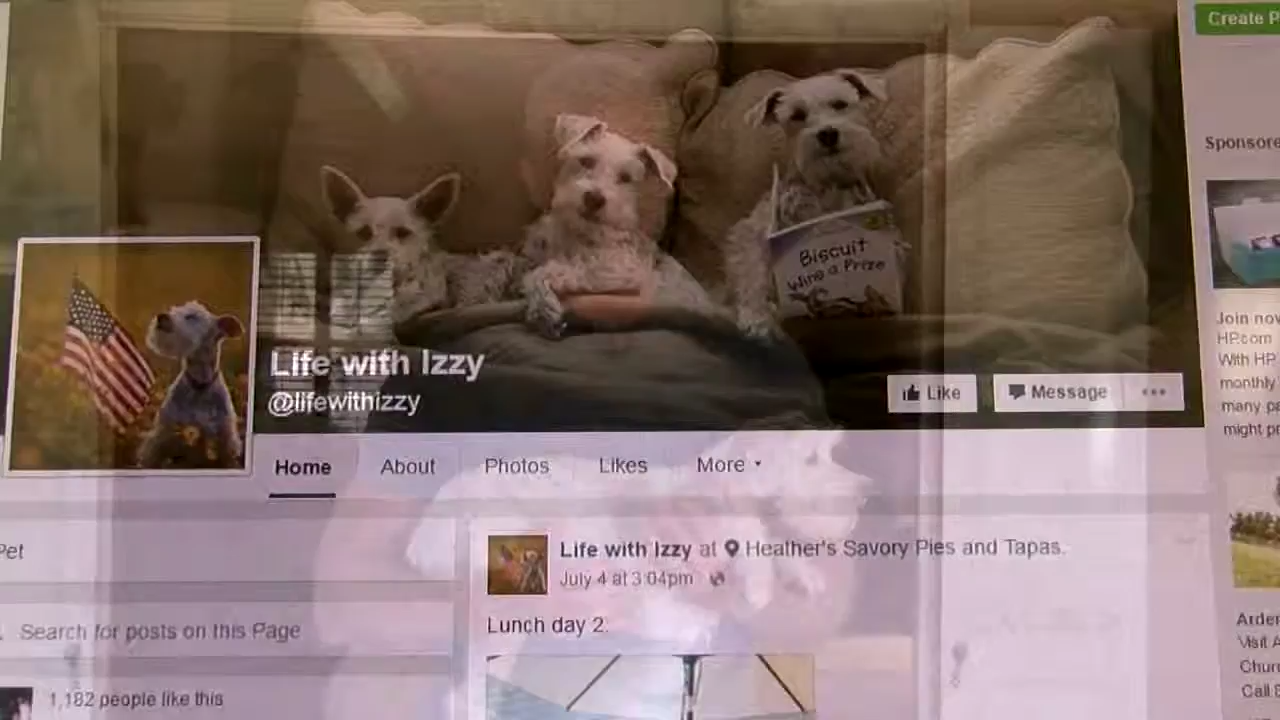 Create P
Sponsore
Biscuit
Wins a Prize
Life with Izzy
@lifewithizzy
Like
Message
Join now
HP.com
With HP
monthly
many pa
might pr
Home
About
Photos
Likes
More
Pet
Life with Izzy at Heather's Savory Pies and Tapas.
July 4 at 3:04pm
Search for posts on this Page
Lunch day 2.
1,182 people like this
Arder
Visit A
Chur
Call E